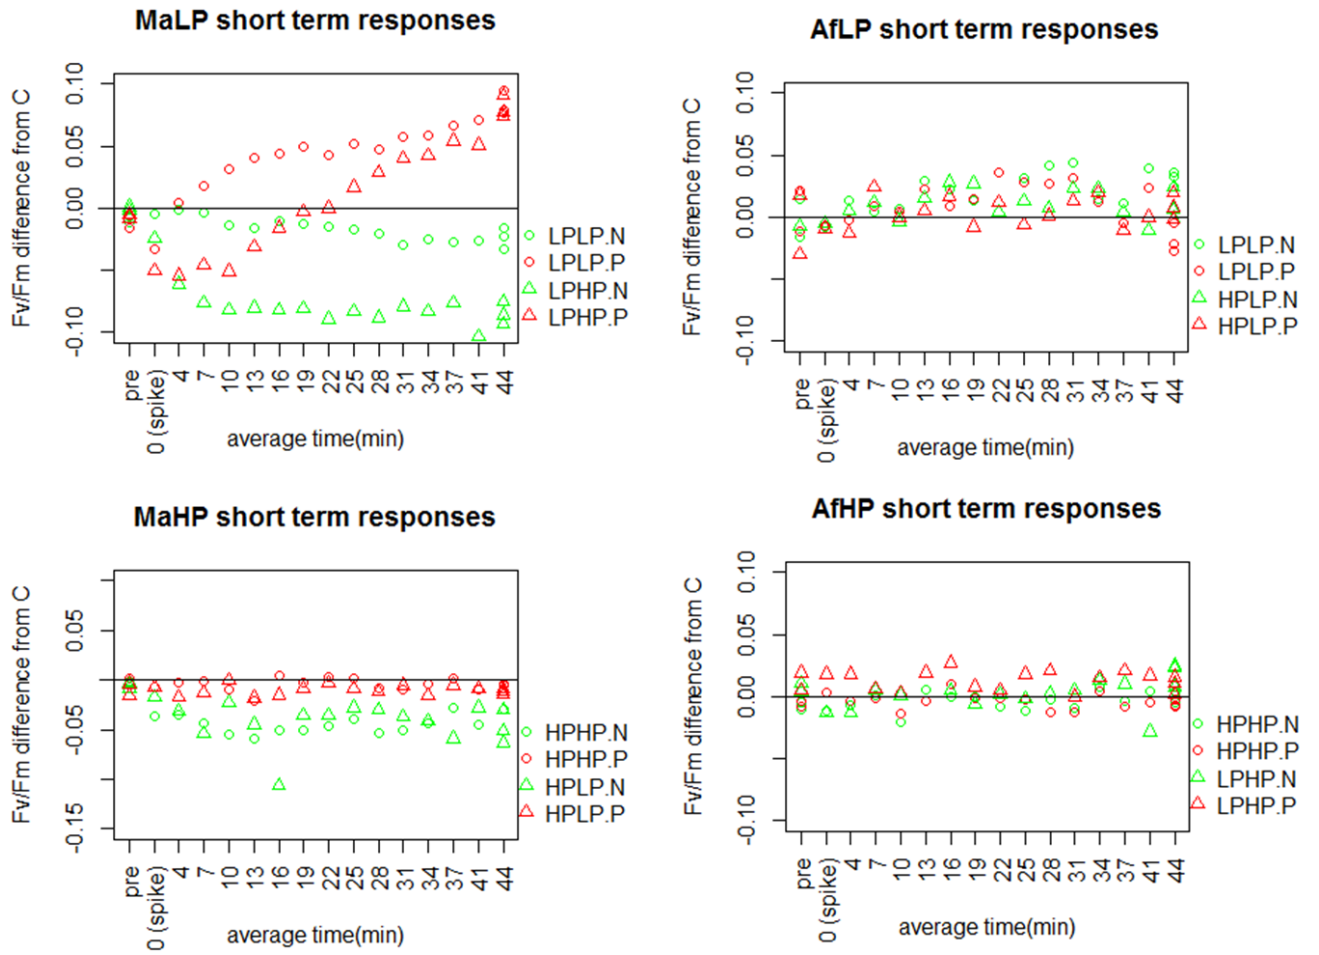 MaLP short term responses
Fv/Fm difference from C
0.10
0.05
0.00
-0.10
pre
0 (spike)
4
7
10
13
16
19
22
25
28
31
34
37
41
44
average time(min)
LPLP.N
LPLP.P
LPHP.N
LPHP.P
AfLP short term responses
Fv/Fm difference from C
0.10
0.05
0.00
-0.10
pre
0 (spike)
4
7
10
13
16
19
22
25
28
31
34
37
41
44
average time(min)
LPLP.N
LPLP.P
HPLP.N
HPLP.P
MaHP short term responses
Fv/Fm difference from C
0.05
-0.05
-0.15
pre
0 (spike)
4
7
10
13
16
19
22
25
28
31
34
37
41
44
average time(min)
HPHP.N
HPHP.P
HPLP.N
HPLP.P
AfHP short term responses
Fv/Fm difference from C
0.10
0.05
0.00
-0.10
pre
0 (spike)
4
7
10
13
16
19
22
25
28
31
34
37
41
44
average time(min)
HPHP.N
HPHP.P
LPHP.N
LPHP.P